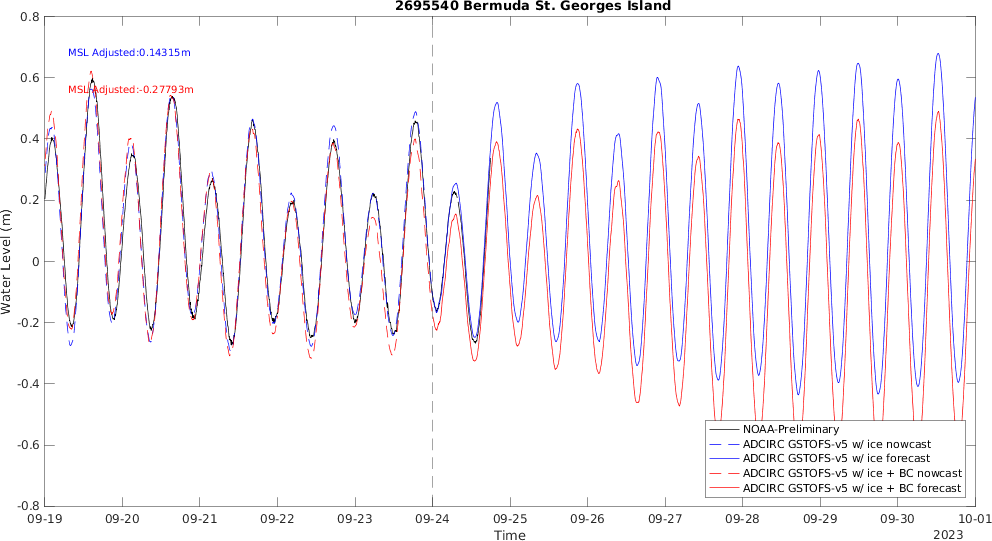 2695540 Bermuda St. Georges Island
0.8
MSL Adjusted:0.14315m
0.6
MSL Adjusted:-0.27793m
0.4
0.2
Water Level (m)
0
-0.2
-0.4
NOAA-Preliminary
ADCIRC GSTOFS-v5 w/ ice nowcast
-0.6
ADCIRC GSTOFS-v5 w/ ice forecast
ADCIRC GSTOFS-v5 w/ ice + BC nowcast
ADCIRC GSTOFS-v5 w/ ice + BC forecast
-0.8
09-19 09-20 09-21 09-22 09-23 09-24 09-25 09-26 09-27 09-28 09-29 09-30 10-01
Time 2023